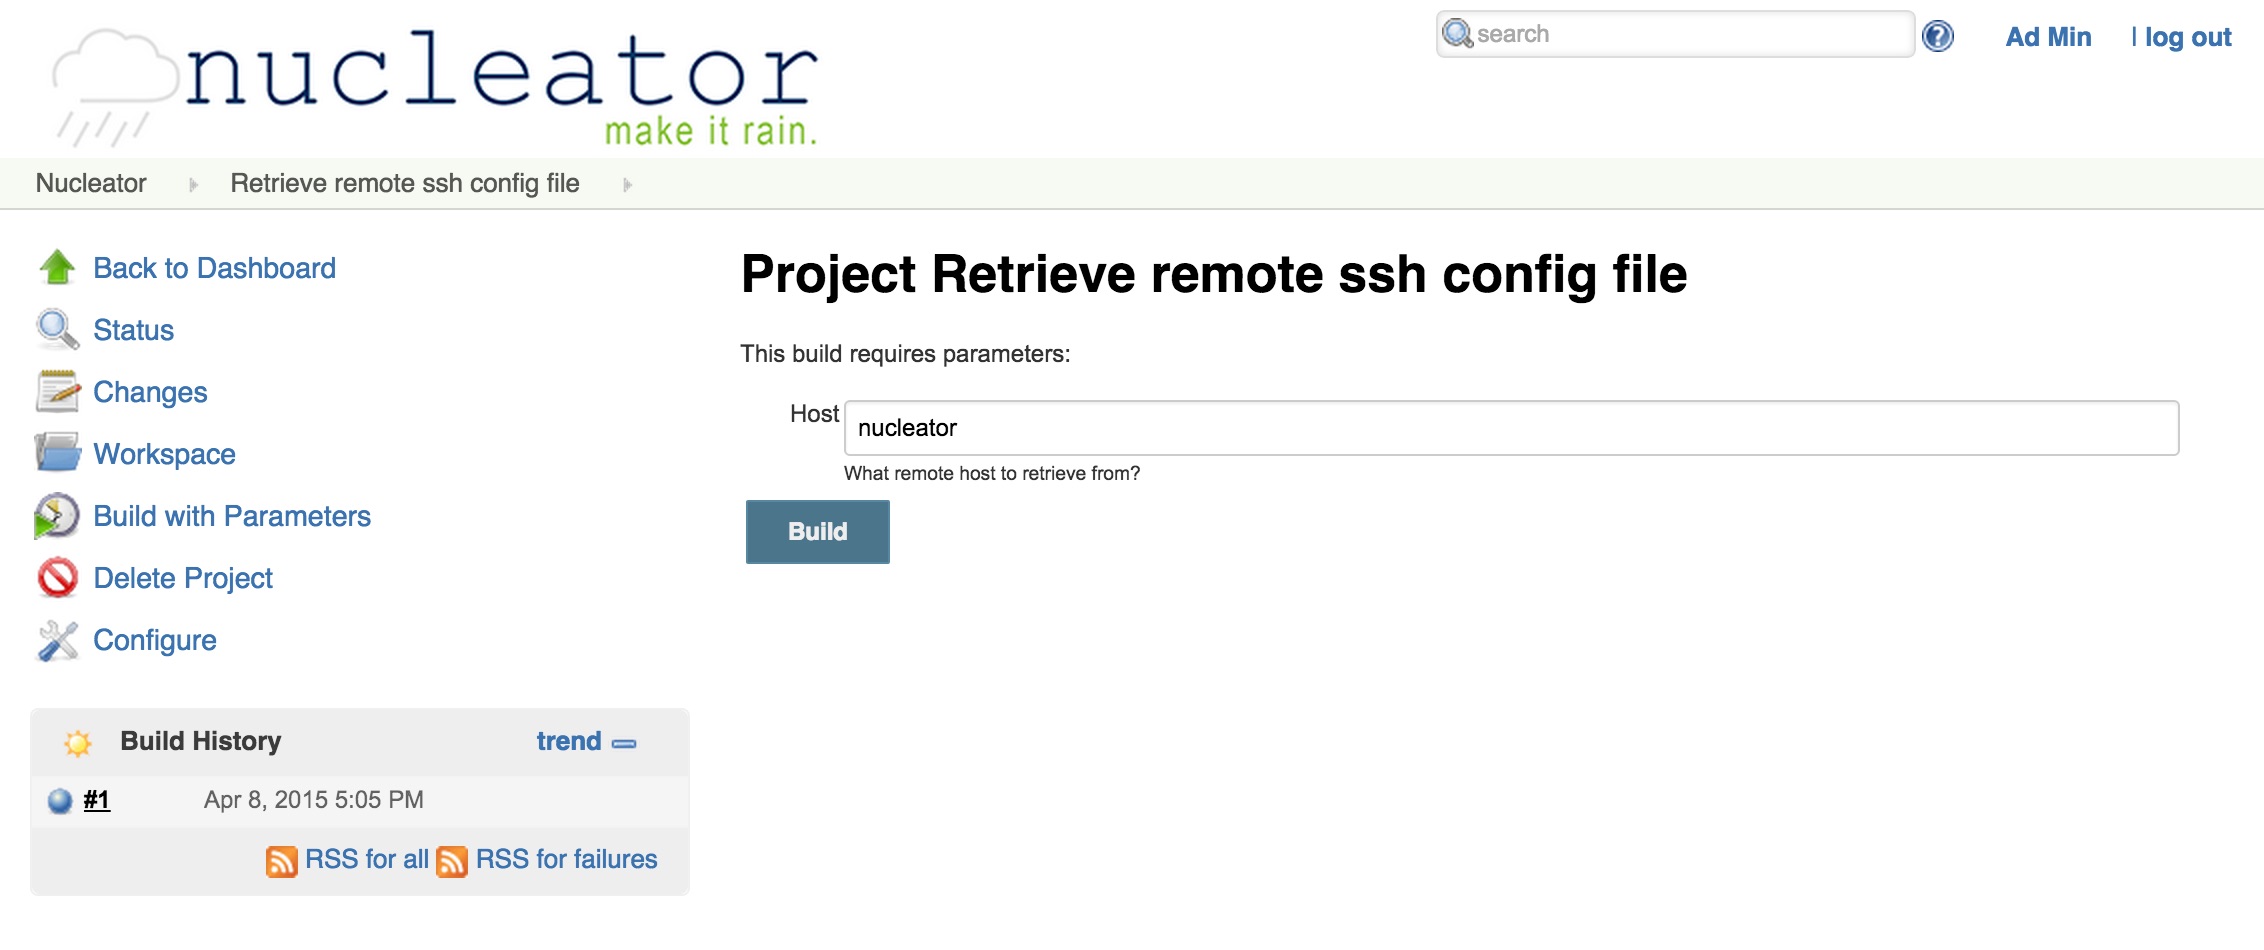 nucleator
make it rain.
search
Ad Min | log out
Nucleator Retrieve remote ssh config file
Back to Dashboard
Status
Changes
Workspace
Build with Parameters
Delete Project
Configure
Build History trend
#1 Apr 8, 2015 5:05 PM
RSS for all RSS for failures
Project Retrieve remote ssh config file
This build requires parameters:
Host nucleator
What remote host to retrieve from?
Build